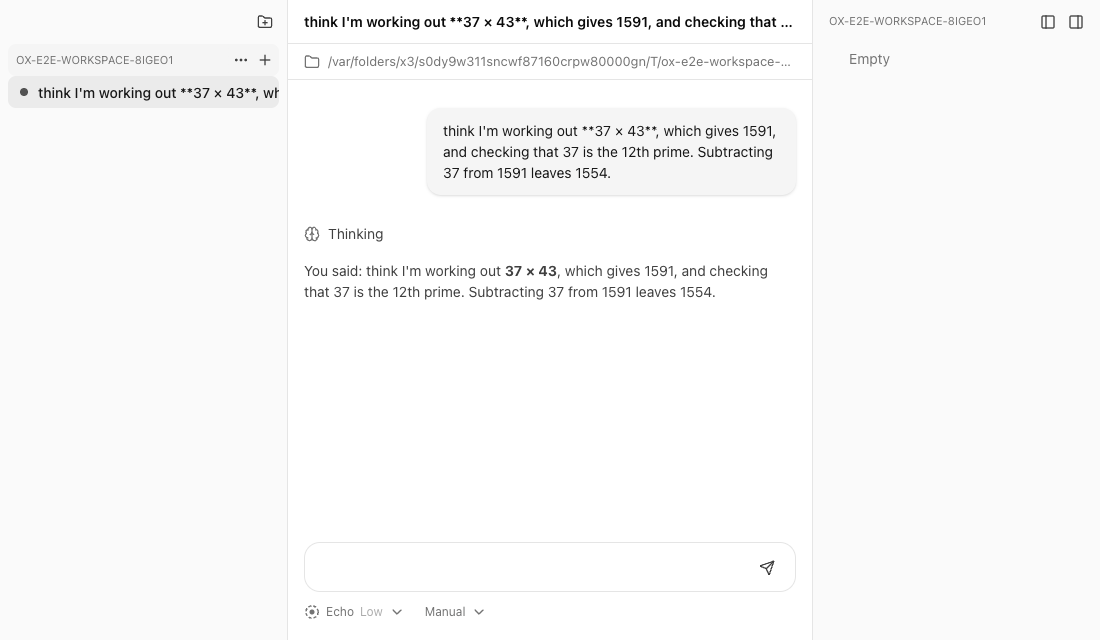 OX-E2E-WORKSPACE-8IGEO1
think I'm working out **37 × 43**, wh
think I'm working out **37 × 43**, which gives 1591, and checking that ...
/var/folders/x3/s0dy9w311sncwf87160crpw80000gn/T/ox-e2e-workspace-...
think I'm working out **37 × 43**, which gives 1591,
and checking that 37 is the 12th prime. Subtracting
37 from 1591 leaves 1554.
Thinking
You said: think I'm working out 37 × 43, which gives 1591, and checking
that 37 is the 12th prime. Subtracting 37 from 1591 leaves 1554.
Echo Low Manual
OX-E2E-WORKSPACE-8IGEO1
Empty